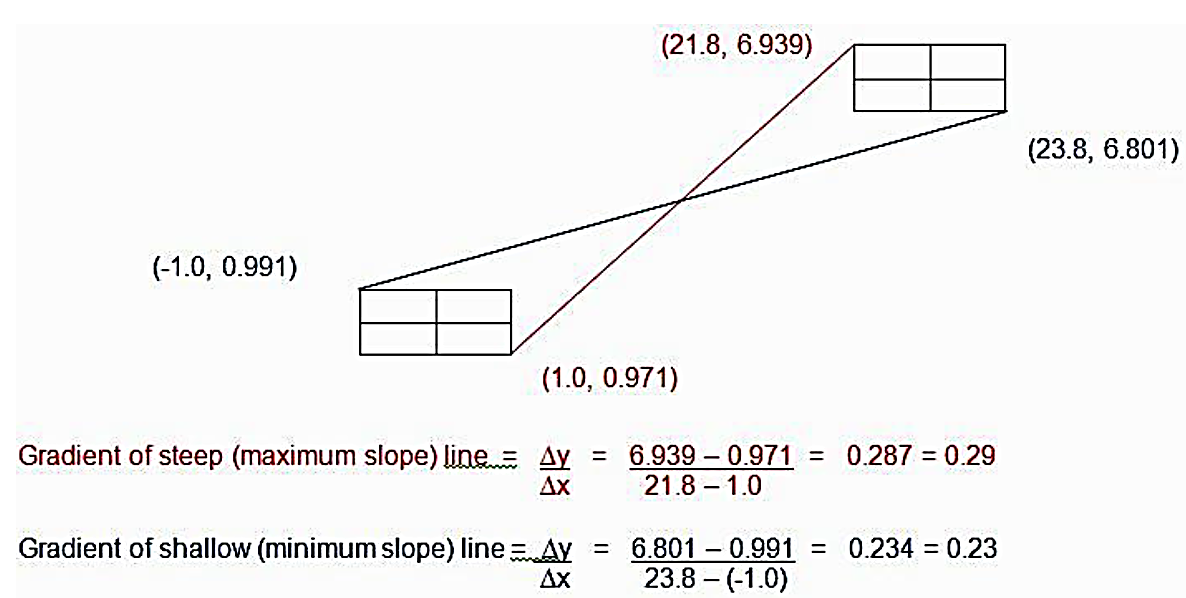 (21.8, 6.939)
(23.8, 6.801)
(-1.0, 0.991)
(1.0, 0.971)
Gradient of steep (maximum slope) line = Δy = 6.939 – 0.971 = 0.287 = 0.29
Δx 21.8 – 1.0
Gradient of shallow (minimum slope) line = Δy = 6.801 – 0.991 = 0.234 = 0.23
Δx 23.8 – (-1.0)